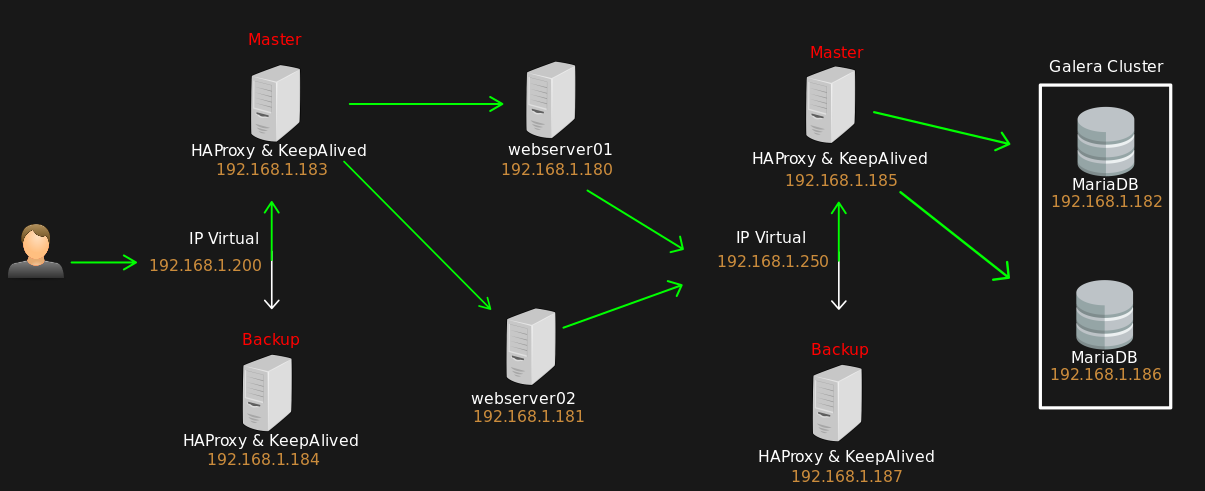 Master
HAProxy & KeepAlived
192.168.1.183
IP Virtual
192.168.1.200
Backup
HAProxy & KeepAlived
192.168.1.184
webserver01
192.168.1.180
webserver02
192.168.1.181
Master
HAProxy & KeepAlived
192.168.1.185
IP Virtual
192.168.1.250
Backup
HAProxy & KeepAlived
192.168.1.187
Galera Cluster
MariaDB
192.168.1.182
MariaDB
192.168.1.186